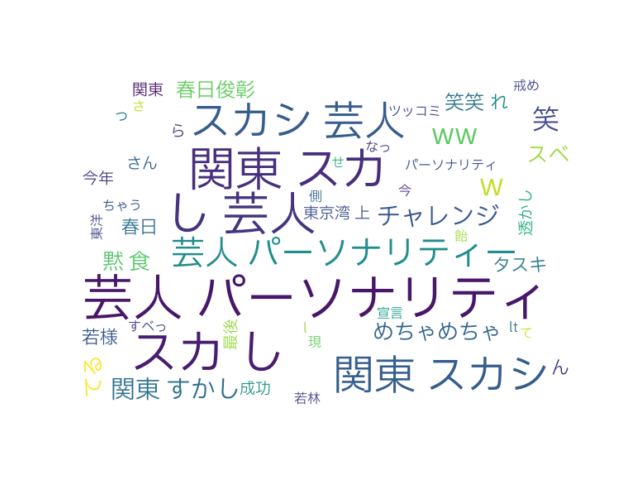 戒め
関東 春日俊彰
さ 笑笑 れ
っ スカシ 芸人 ツッコミ 笑
ら ww
なっ
関東 スカ スベ
さん せ パーソナリティ
今年 w
側 今
ちゃう し 芸人 東京湾 上 チャレンジ 透かし
東洋 春日
飴
黙 食 芸人 パーソナリティー タスキ
芸人 パーソナリティ
宣言
すべっ l lt て
若様 最後 めちゃめちゃ
スカ し 現
る 関東 スカシ ん
関東 すかし 成功
若林